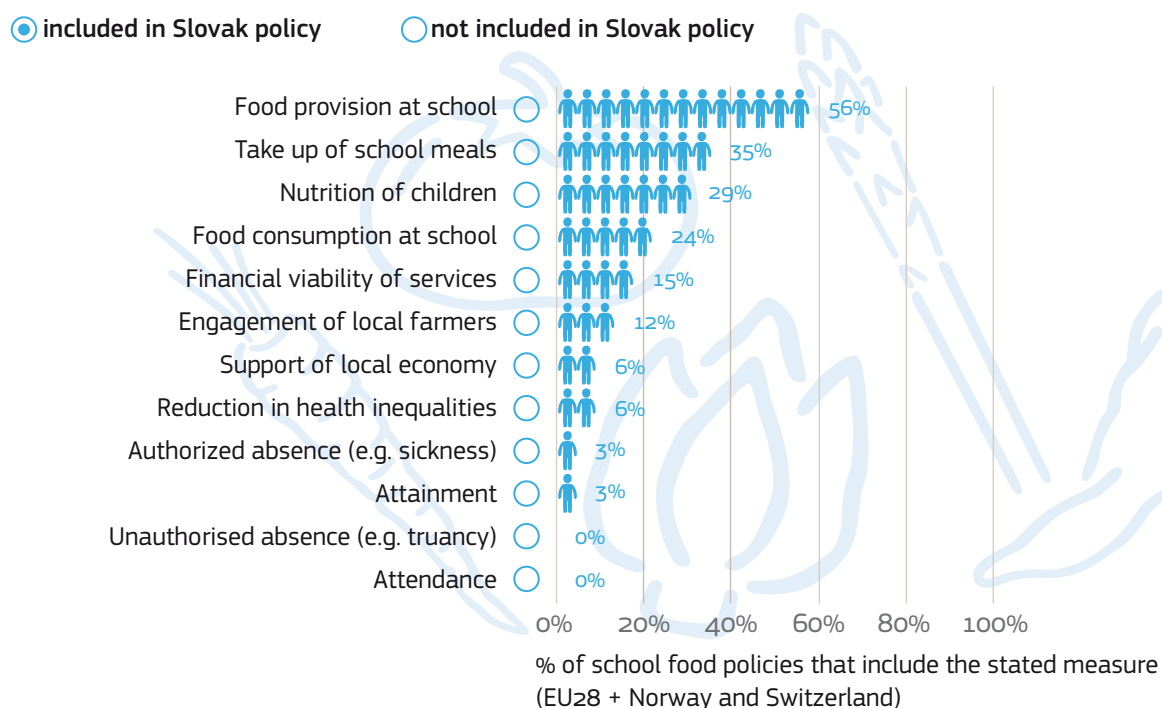 included in Slovak policy not included in Slovak policy
Food provision at school 56%
Take up of school meals 35%
Nutrition of children 29%
Food consumption at school 24%
Financial viability of services 15%
Engagement of local farmers 12%
Support of local economy 6%
Reduction in health inequalities 6%
Authorized absence (e.g. sickness) 3%
Attainment 3%
Unauthorised absence (e.g. truancy) 0%
Attendance 0%
0% 20% 40% 60% 80% 100%
% of school food policies that include the stated measure
(EU28 + Norway and Switzerland)